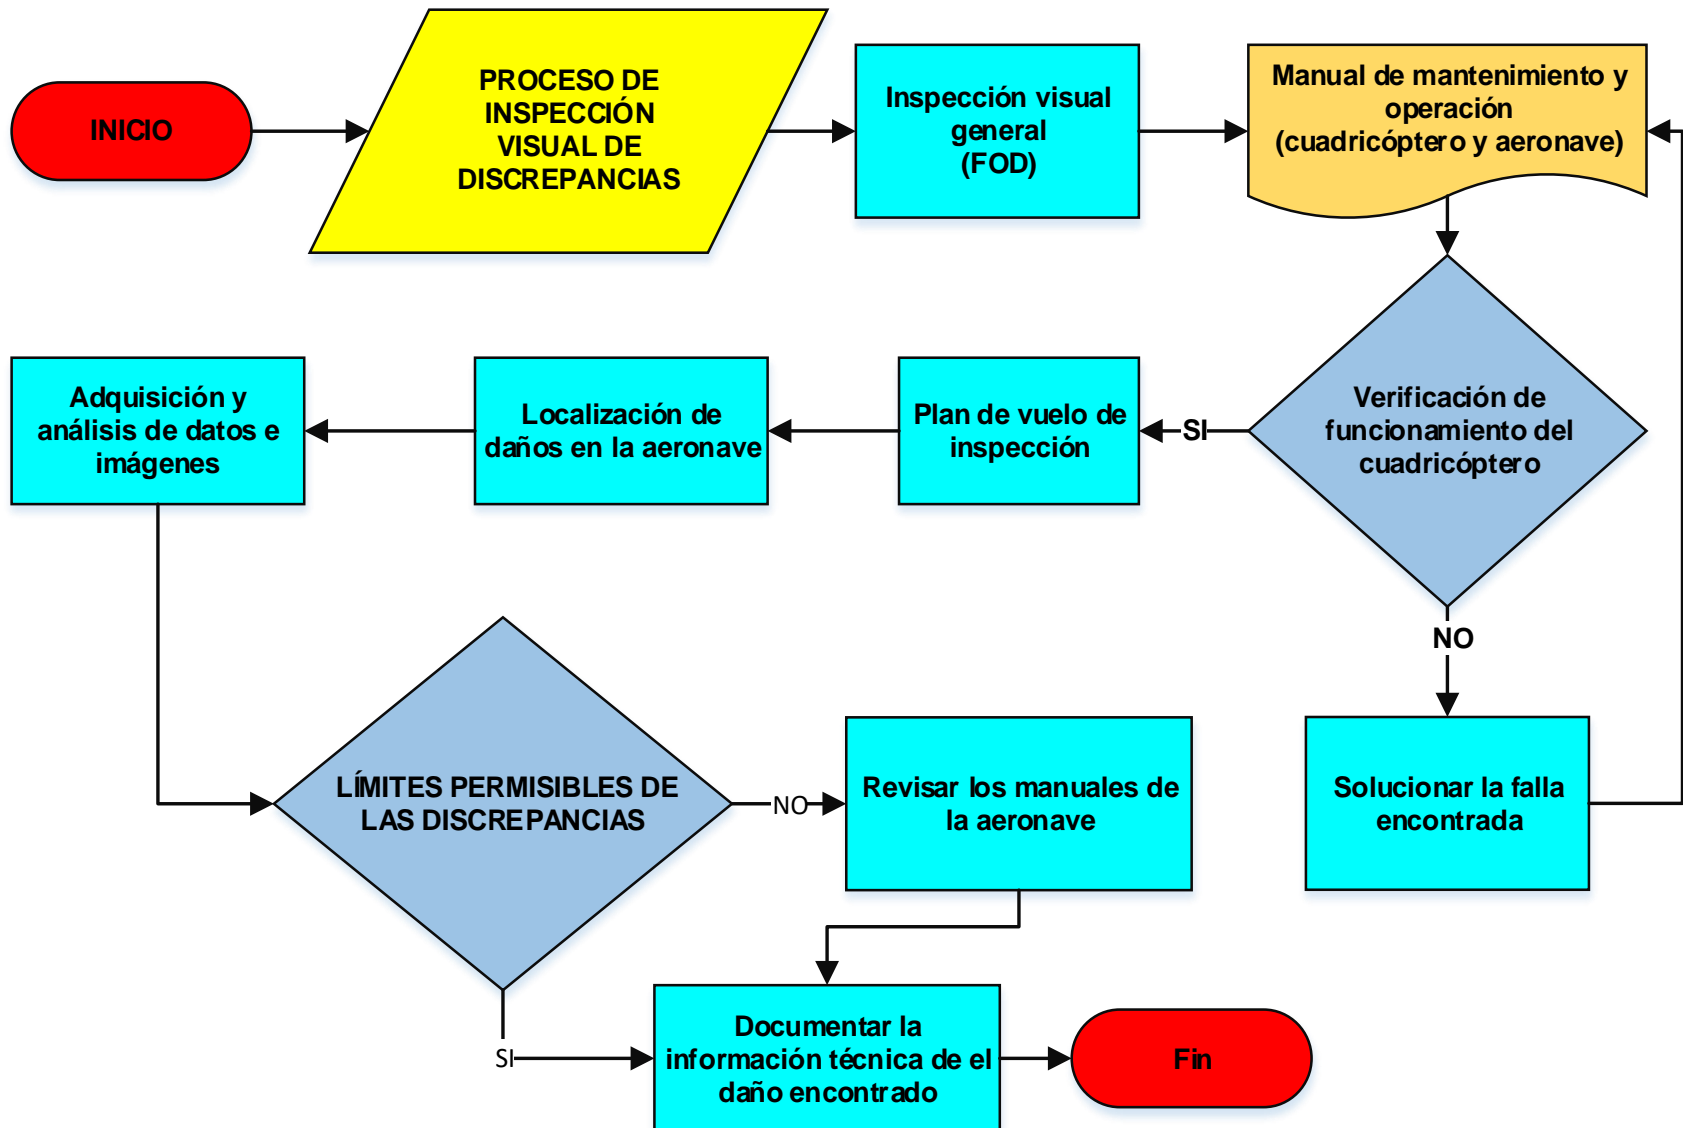 INICIO
PROCESO DE
INSPECCIÓN
VISUAL DE
DISCREPANCIAS
Inspección visual
general
(FOD)
Manual de mantenimiento y
operación
(cuadricóptero y aeronave)
Verificación de
funcionamiento del
cuadricóptero
SI
Plan de vuelo de
inspección
Localización de
daños en la aeronave
Adquisición y
análisis de datos e
imágenes
NO
Solucionar la falla
encontrada
LÍMITES PERMISIBLES DE
LAS DISCREPANCIAS
NO
Revisar los manuales de
la aeronave
SI
Documentar la
información técnica de el
daño encontrado
Fin